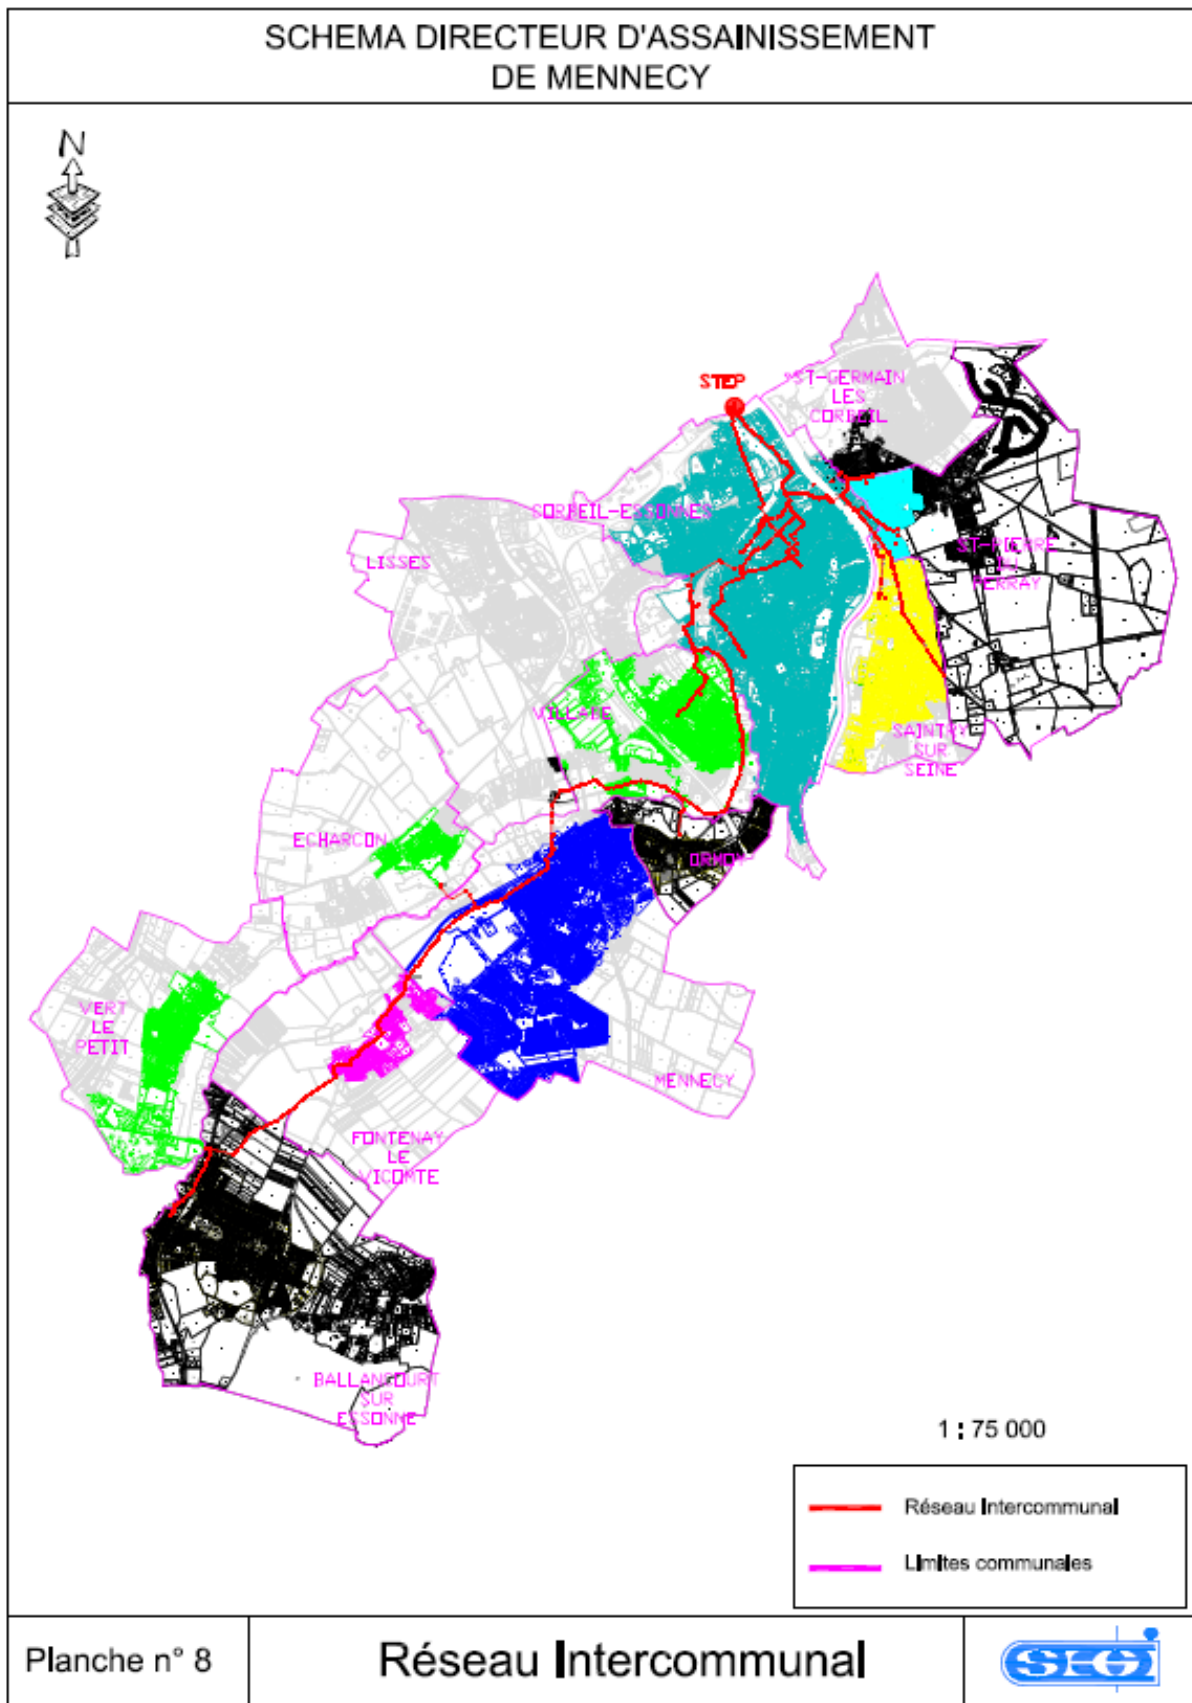 SCHEMA DIRECTEUR D'ASSAINISSEMENT
DE MENNECY
N
STEP
ST-GERMAIN
LES
CORBEIL
CORBEIL-ESSONNES
LISSES
ST-PIERRE
DU
PERRAY
VILLABE
SAINTRY
SUR
SEINE
ECHARCON
ORMOY
VERT
LE
PETIT
MENNECY
FONTENAY
LE
VICOMTE
BALLANCOURT
SUR
ESSONNE
1 : 75 000
Réseau Intercommunal
Limites communales
Planche n° 8
Réseau Intercommunal